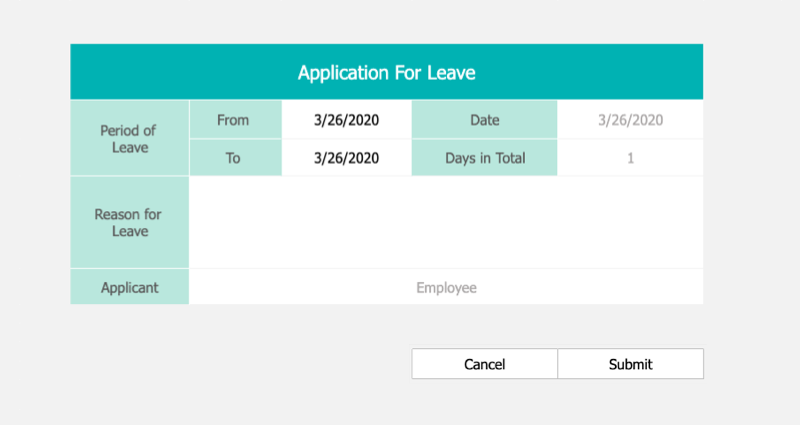 Application For Leave
Period of
Leave
From
3/26/2020
Date
3/26/2020
To
3/26/2020
Days in Total
1
Reason for
Leave
Applicant
Employee
Cancel
Submit